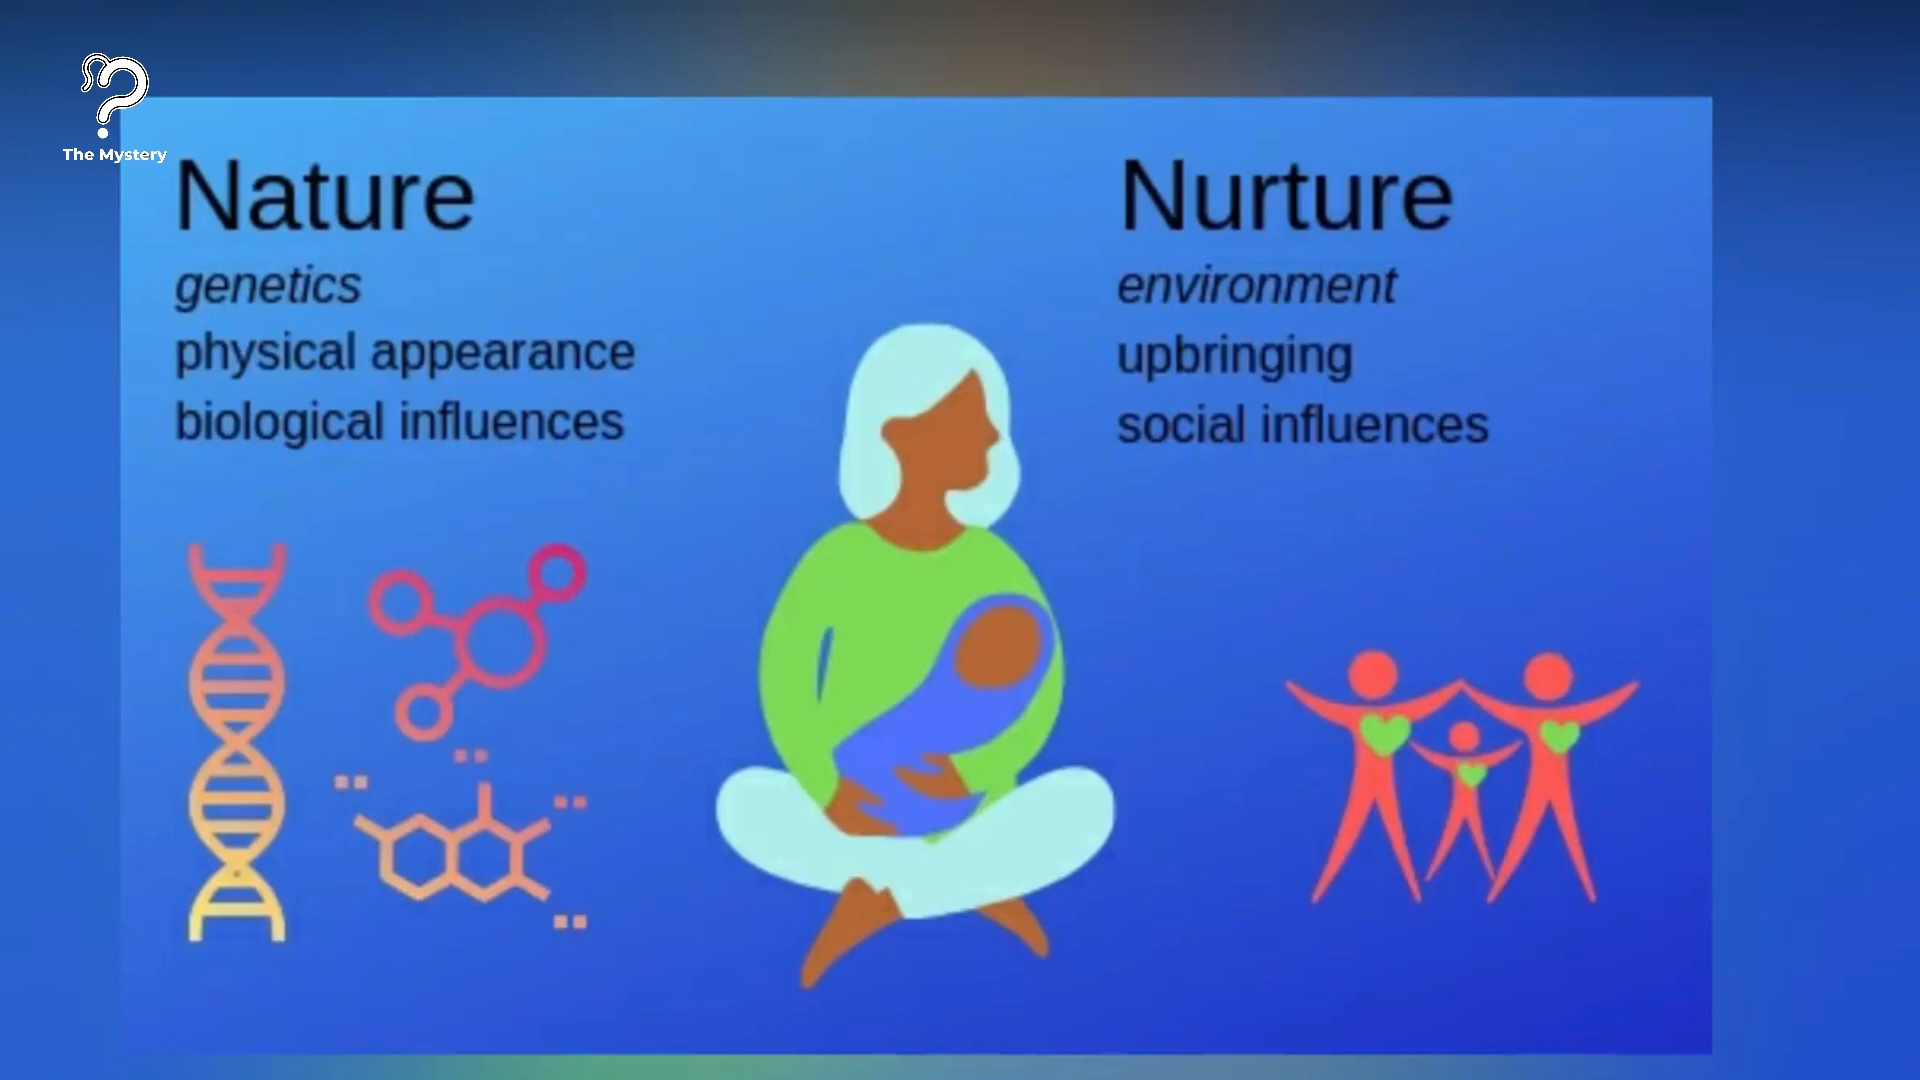 The Mystery
Nature
genetics
physical appearance
biological influences
Nurture
environment
upbringing
social influences